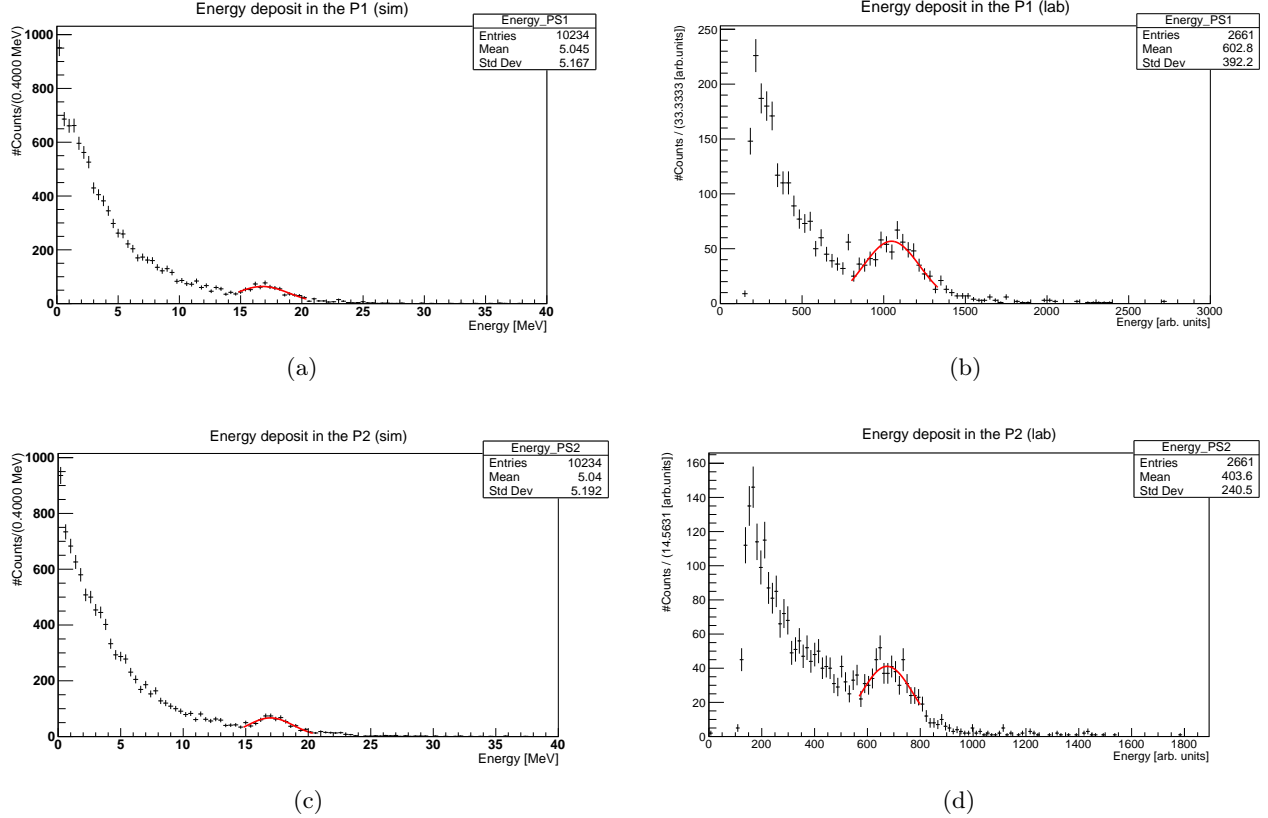 Energy deposit in the P1 (sim)
Energy_PS1
Entries 10234
Mean 5.045
Std Dev 5.167
#Counts/(0.4000 MeV)
1000
800
600
400
200
0
0 5 10 15 20 25 30 35 40
Energy [MeV]
(a)
Energy deposit in the P1 (lab)
Energy_PS1
Entries 2661
Mean 602.8
Std Dev 392.2
#Counts / (33.3333 [arb.units])
250
200
150
100
50
0
0 500 1000 1500 2000 2500 3000
Energy [arb. units]
(b)
Energy deposit in the P2 (sim)
Energy_PS2
Entries 10234
Mean 5.04
Std Dev 5.192
#Counts/(0.4000 MeV)
1000
800
600
400
200
0
0 5 10 15 20 25 30 35 40
Energy [MeV]
(c)
Energy deposit in the P2 (lab)
Energy_PS2
Entries 2661
Mean 403.6
Std Dev 240.5
#Counts / (14.5631 [arb.units])
160
140
120
100
80
60
40
20
0
0 200 400 600 800 1000 1200 1400 1600 1800
Energy [arb. units]
(d)